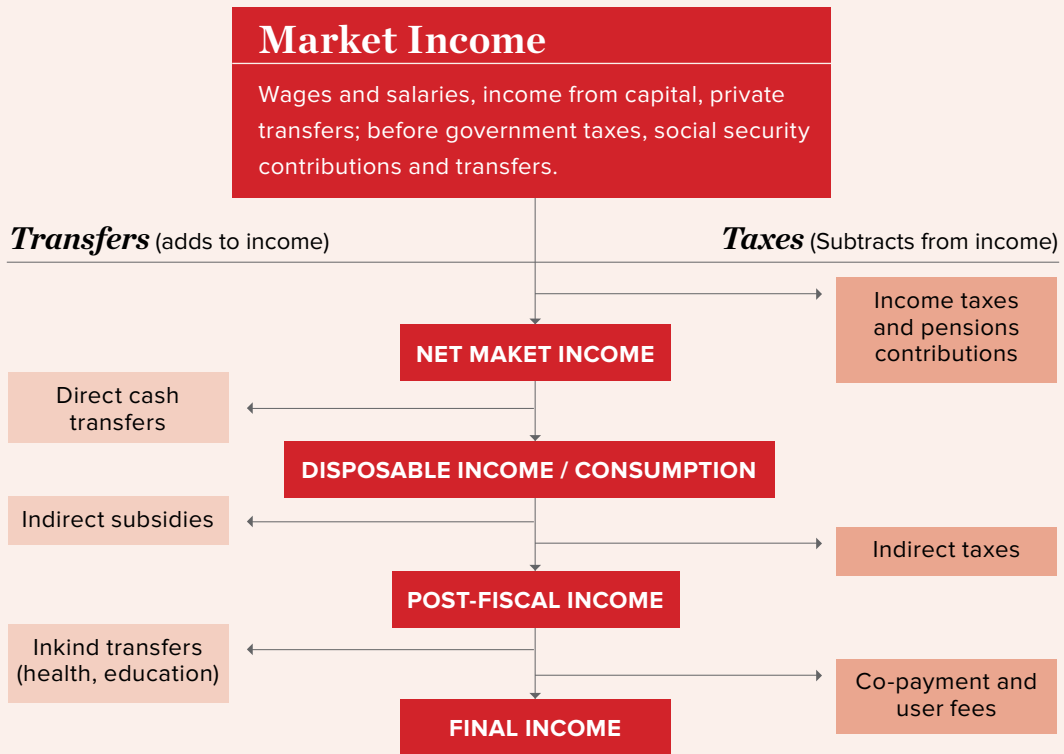 Market Income
Wages and salaries, income from capital, private
transfers; before government taxes, social security
contributions and transfers.
Transfers (adds to income)
Taxes (Subtracts from income)
Income taxes
and pensions
contributions
NET MAKET INCOME
Direct cash
transfers
DISPOSABLE INCOME / CONSUMPTION
Indirect subsidies
Indirect taxes
POST-FISCAL INCOME
Inkind transfers
(health, education)
Co-payment and
user fees
FINAL INCOME